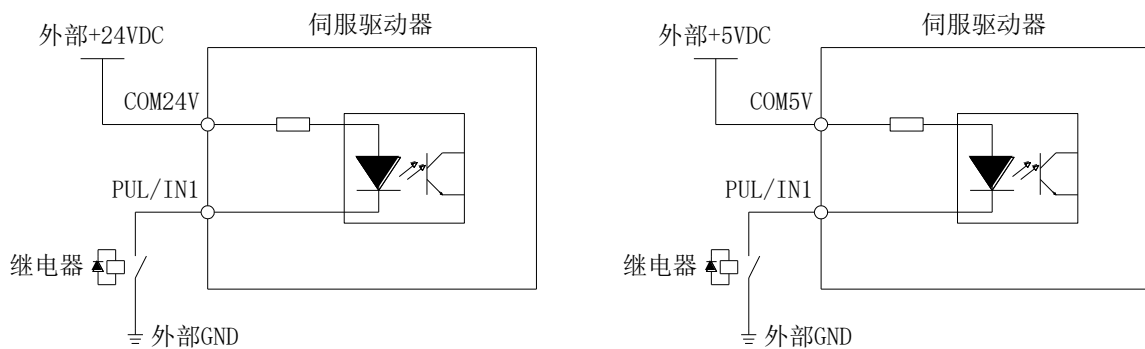 伺服驱动器
外部+24VDC
COM24V
PUL/IN1
继电器
外部GND
伺服驱动器
外部+5VDC
COM5V
PUL/IN1
继电器
外部GND